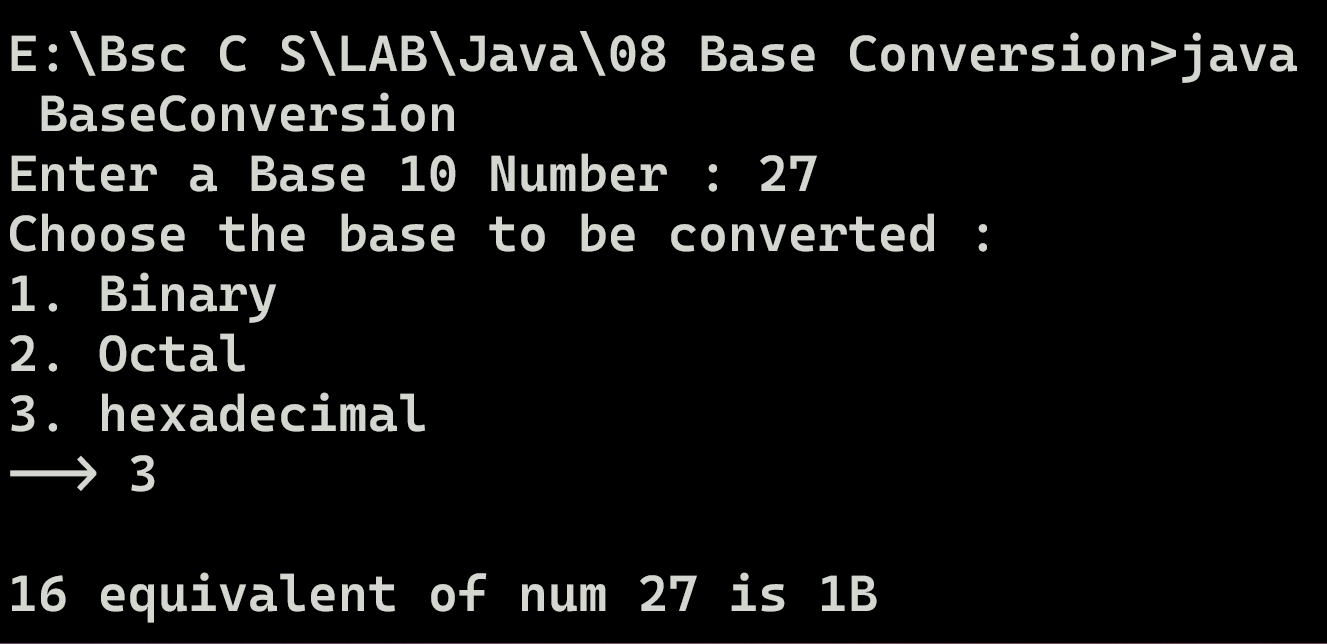 E:\Bsc C S\LAB\Java\08 Base Conversion>java
BaseConversion
Enter a Base 10 Number : 27
Choose the base to be converted :
1. Binary
2. Octal
3. hexadecimal
---> 3
16 equivalent of num 27 is 1B